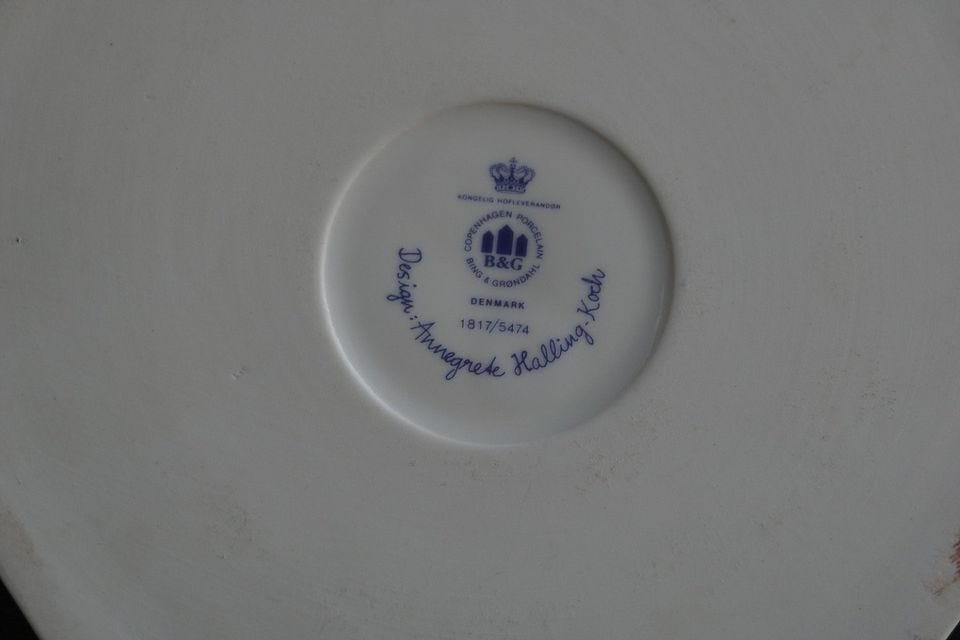 KONGELIG HOFLEVERANDØR
COPENHAGEN PORCELAIN
B&G
BING & GRØNDAHL
DENMARK
1817/5474
Design: Annegrete Halling-Koch